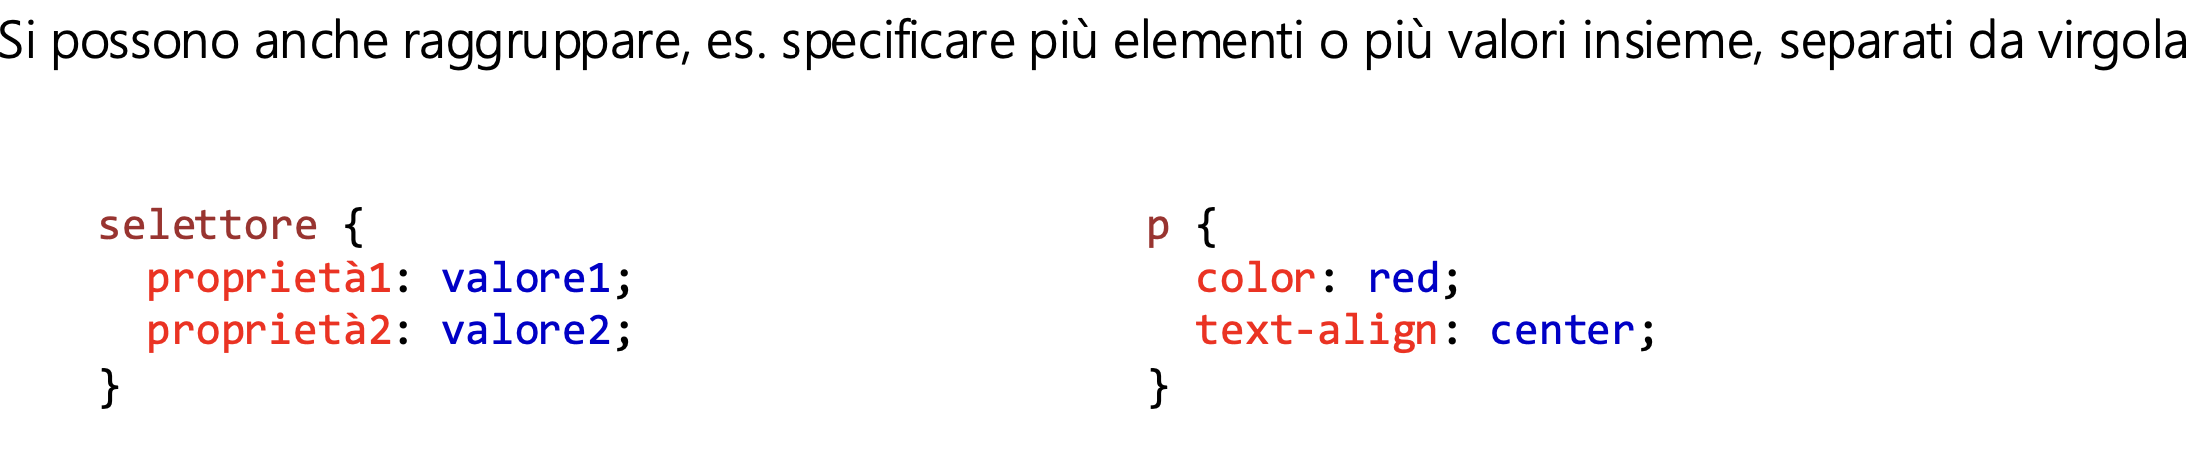 Si possono anche raggruppare, es. specificare più elementi o più valori insieme, separati da virgola
selettore {
  proprietà1: valore1;
  proprietà2: valore2;
}
p {
  color: red;
  text-align: center;
}